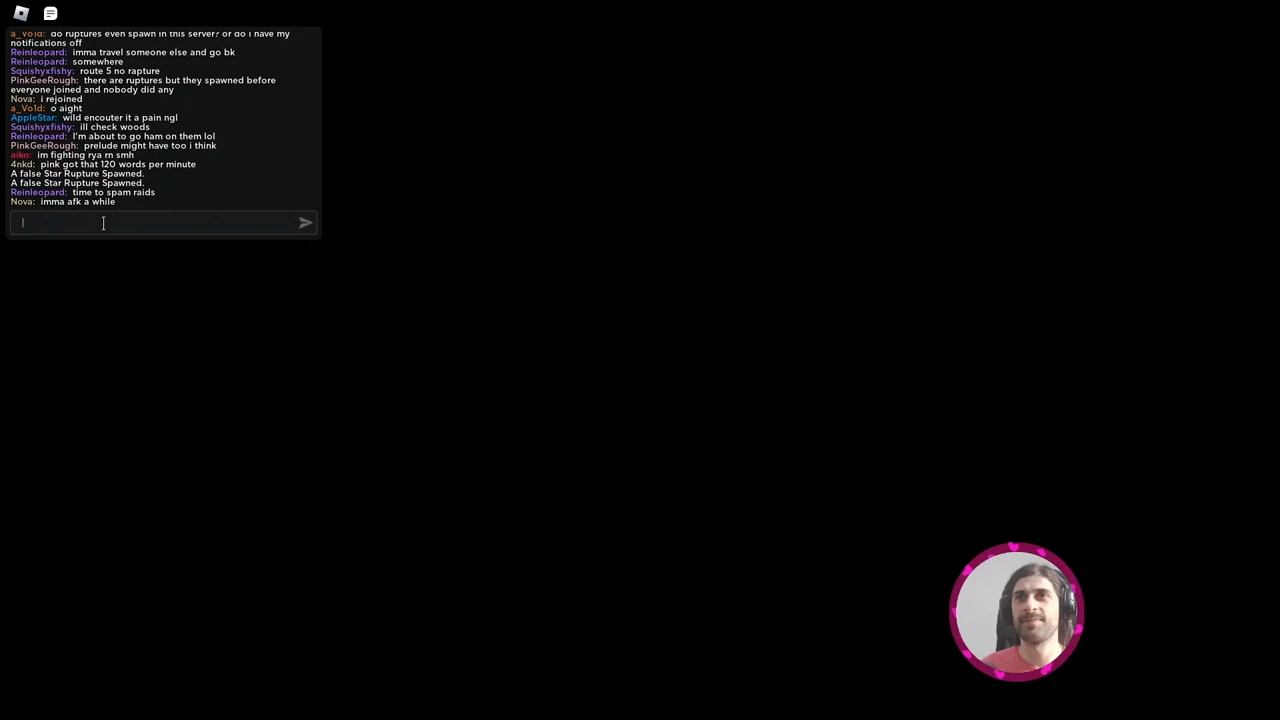 a_Vo1d: do ruptures even spawn in this server? or do i have my
notifications off
Reinleopard: imma travel someone else and go bk
Reinleopard: somewhere
Squishyxfishy: route 5 no rapture
PinkGeeRough: there are ruptures but they spawned before
everyone joined and nobody did any
Nova: i rejoined
a_Vo1d: o aight
AppleStar: wild encouter it a pain ngl
Squishyxfishy: ill check woods
Reinleopard: I'm about to go ham on them lol
PinkGeeRough: prelude might have too i think
aiko: im fighting rya rn smh
4nkd: pink got that 120 words per minute
A false Star Rupture Spawned.
A false Star Rupture Spawned.
Reinleopard: time to spam raids
Nova: imma afk a while